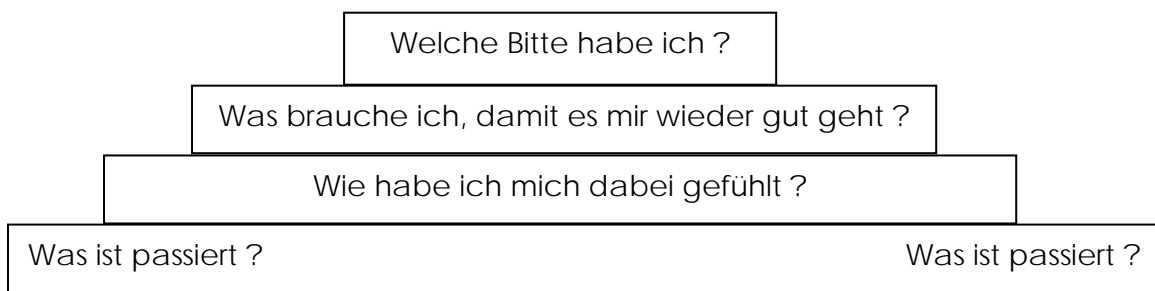 Welche Bitte habe ich ?
Was brauche ich, damit es mir wieder gut geht ?
Wie habe ich mich dabei gefühlt ?
Was ist passiert ? Was ist passiert ?